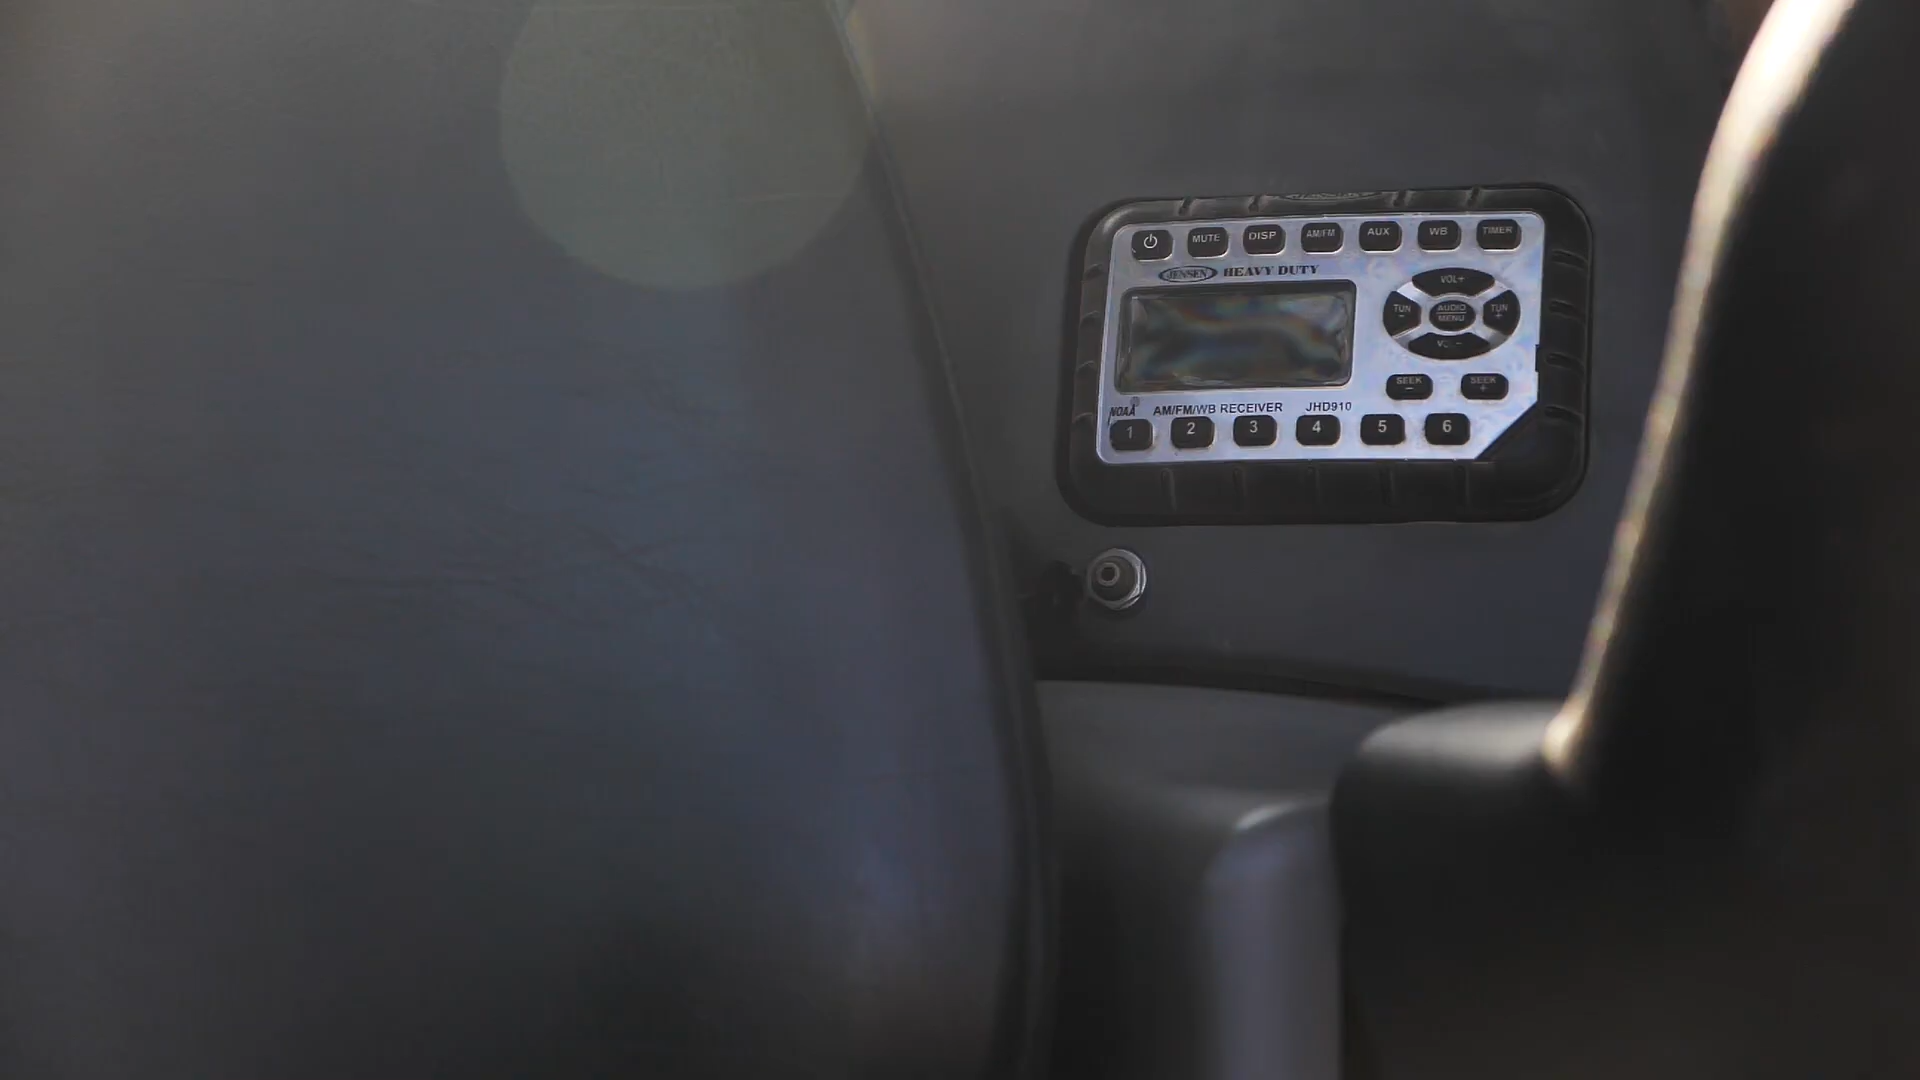 MUTE DISP AM/FM AUX WB TIMER
JENSEN HEAVY DUTY
VOL+
TUN - AUDIO MENU TUN +
VOL-
SEEK - SEEK +
NOAA AM/FM/WB RECEIVER JHD910
1 2 3 4 5 6